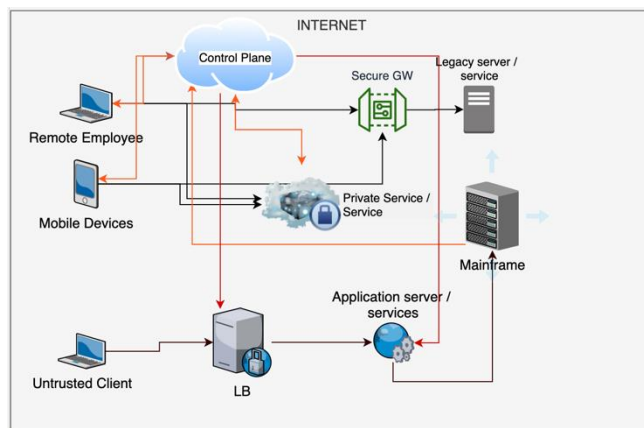 INTERNET
Control Plane
Secure GW
Legacy server /
service
Remote Employee
Mobile Devices
Private Service /
Service
Mainframe
Application server /
services
Untrusted Client
LB